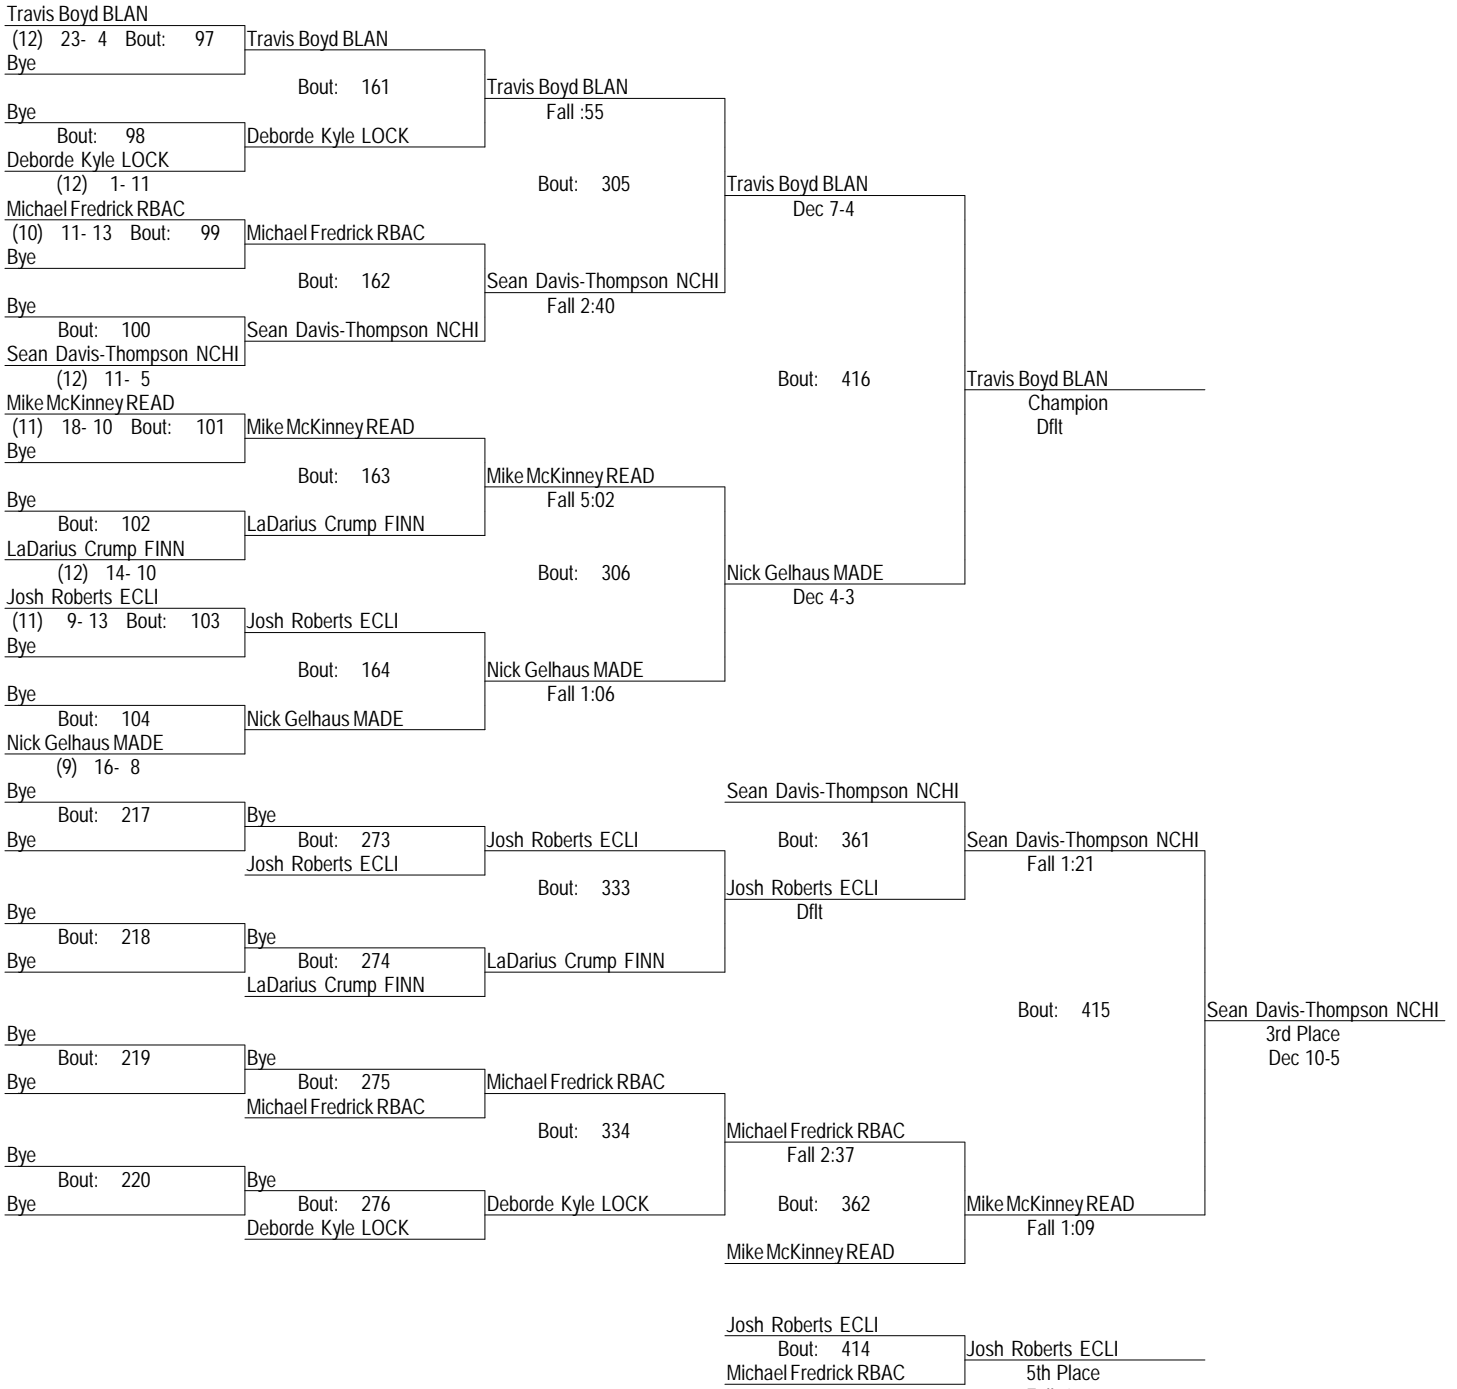 Travis Boyd BLAN
(12) 23- 4 Bout: 97 Travis Boyd BLAN
Bye
Bout: 161 Travis Boyd BLAN
Bye Fall :55
Bout: 98 Deborde Kyle LOCK
Deborde Kyle LOCK
(12) 1- 11 Bout: 305 Travis Boyd BLAN
Michael Fredrick RBAC Dec 7-4
(10) 11- 13 Bout: 99 Michael Fredrick RBAC
Bye
Bout: 162 Sean Davis-Thompson NCHI
Bye Fall 2:40
Bout: 100 Sean Davis-Thompson NCHI
Sean Davis-Thompson NCHI
(12) 11- 5 Bout: 416 Travis Boyd BLAN
Mike McKinney READ Champion
(11) 18- 10 Bout: 101 Mike McKinney READ Dflt
Bye
Bout: 163 Mike McKinney READ
Bye Fall 5:02
Bout: 102 LaDarius Crump FINN
LaDarius Crump FINN
(12) 14- 10 Bout: 306 Nick Gelhaus MADE
Josh Roberts ECLI Dec 4-3
(11) 9- 13 Bout: 103 Josh Roberts ECLI
Bye
Bout: 164 Nick Gelhaus MADE
Bye Fall 1:06
Bout: 104 Nick Gelhaus MADE
Nick Gelhaus MADE
(9) 16- 8
Bye Sean Davis-Thompson NCHI
Bout: 217 Bye
Bye Bout: 273 Josh Roberts ECLI Bout: 361 Sean Davis-Thompson NCHI
Josh Roberts ECLI Fall 1:21
Bout: 333 Josh Roberts ECLI
Bye Dflt
Bout: 218 Bye
Bye Bout: 274 LaDarius Crump FINN
LaDarius Crump FINN
Bout: 415 Sean Davis-Thompson NCHI
Bye 3rd Place
Bout: 219 Bye Dec 10-5
Bye Bout: 275 Michael Fredrick RBAC
Michael Fredrick RBAC
Bout: 334 Michael Fredrick RBAC
Bye Fall 2:37
Bout: 220 Bye
Bye Bout: 276 Deborde Kyle LOCK Bout: 362 Mike McKinney READ
Deborde Kyle LOCK Fall 1:09
Mike McKinney READ
Josh Roberts ECLI
Bout: 414 Josh Roberts ECLI
Michael Fredrick RBAC 5th Place